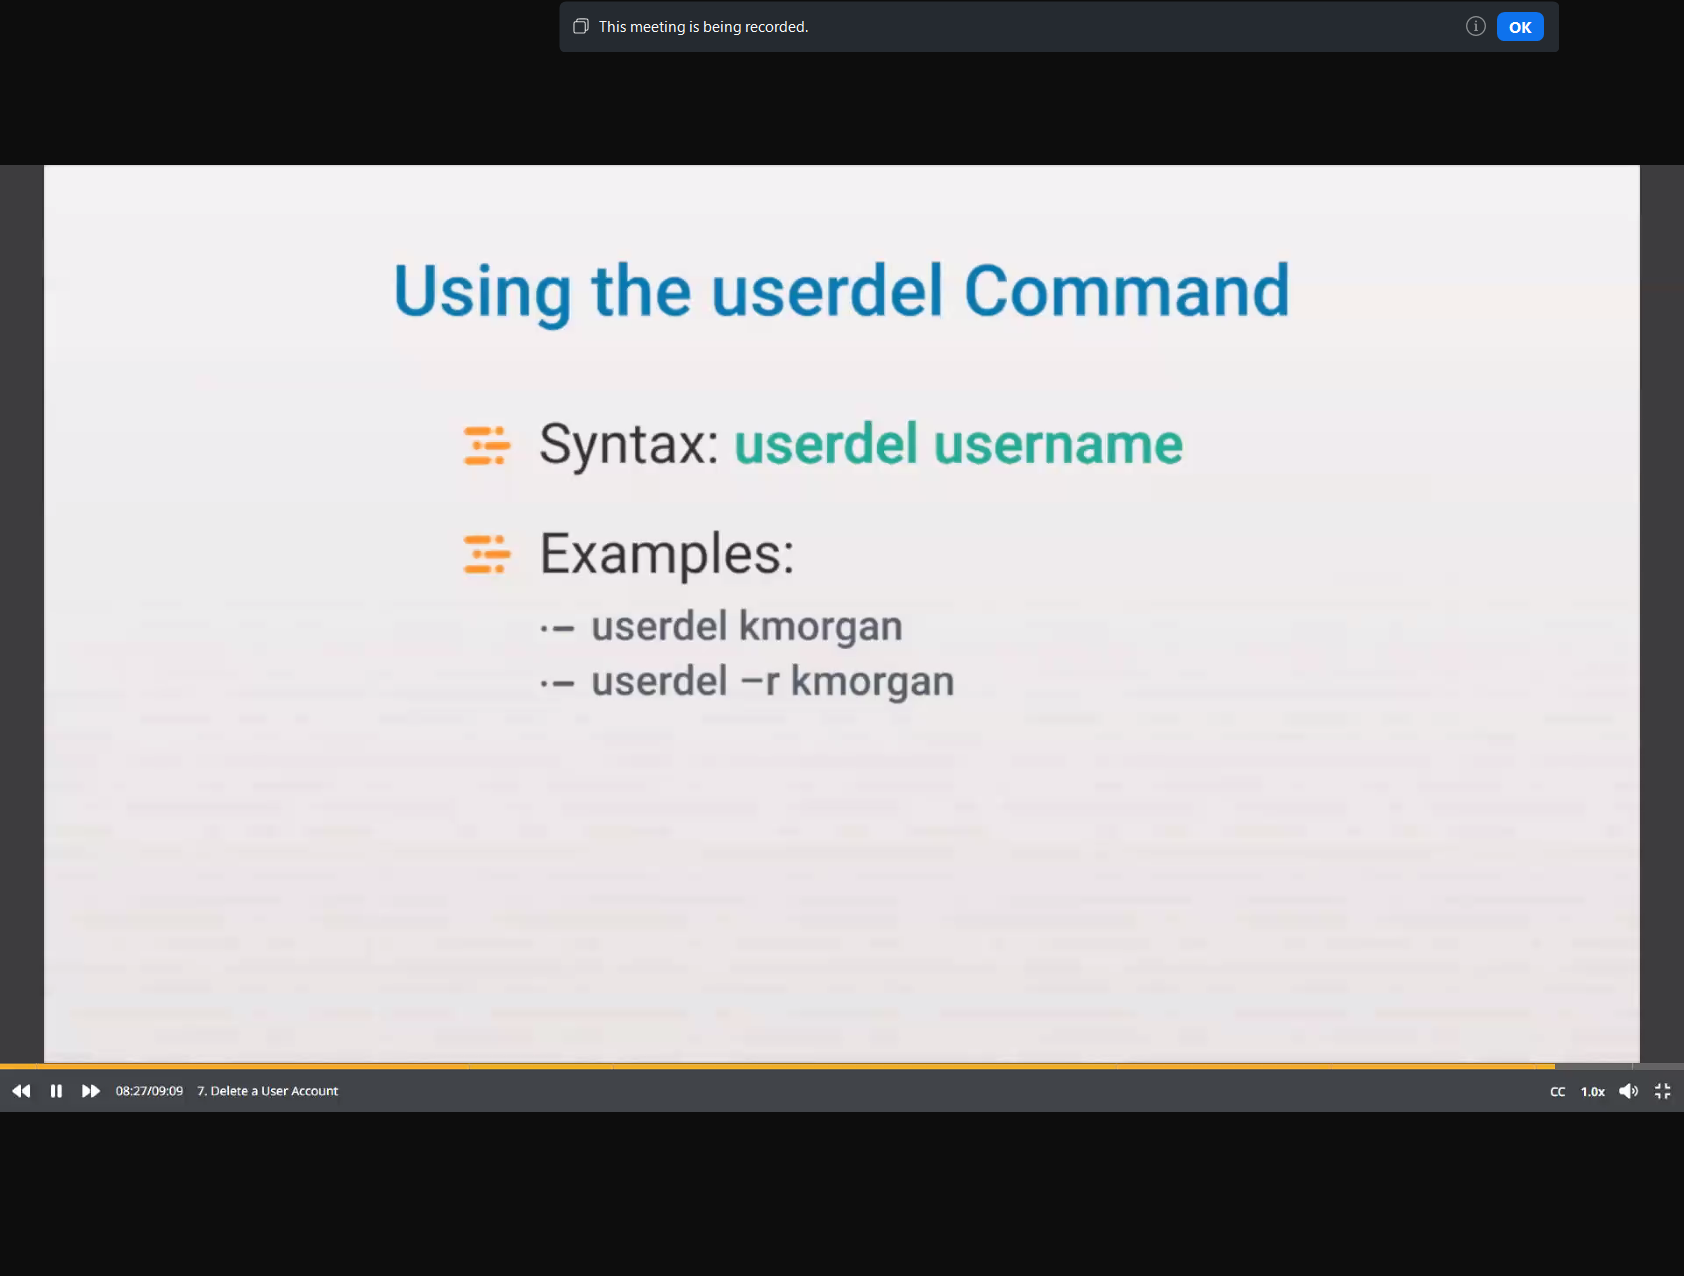 This meeting is being recorded.
OK
Using the userdel Command
Syntax: userdel username
Examples:
userdel kmorgan
userdel –r kmorgan
08:27/09:09 7. Delete a User Account
CC 1.0x